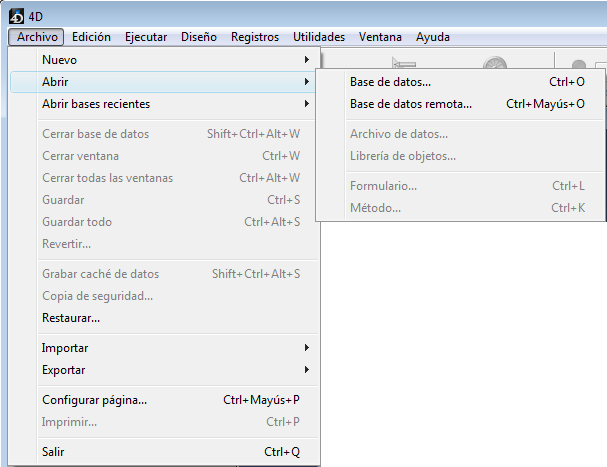 4D
Archivo Edición Ejecutar Diseño Registros Utilidades Ventana Ayuda
Nuevo
Abrir
Abrir bases recientes
Cerrar base de datos Shift+Ctrl+Alt+W
Cerrar ventana Ctrl+W
Cerrar todas las ventanas Ctrl+Alt+W
Guardar Ctrl+S
Guardar todo Ctrl+Alt+S
Revertir...
Grabar caché de datos Shift+Ctrl+Alt+S
Copia de seguridad...
Restaurar...
Importar
Exportar
Configurar página... Ctrl+Mayús+P
Imprimir... Ctrl+P
Salir Ctrl+Q
Base de datos... Ctrl+O
Base de datos remota... Ctrl+Mayús+O
Archivo de datos...
Librería de objetos...
Formulario... Ctrl+L
Método... Ctrl+K